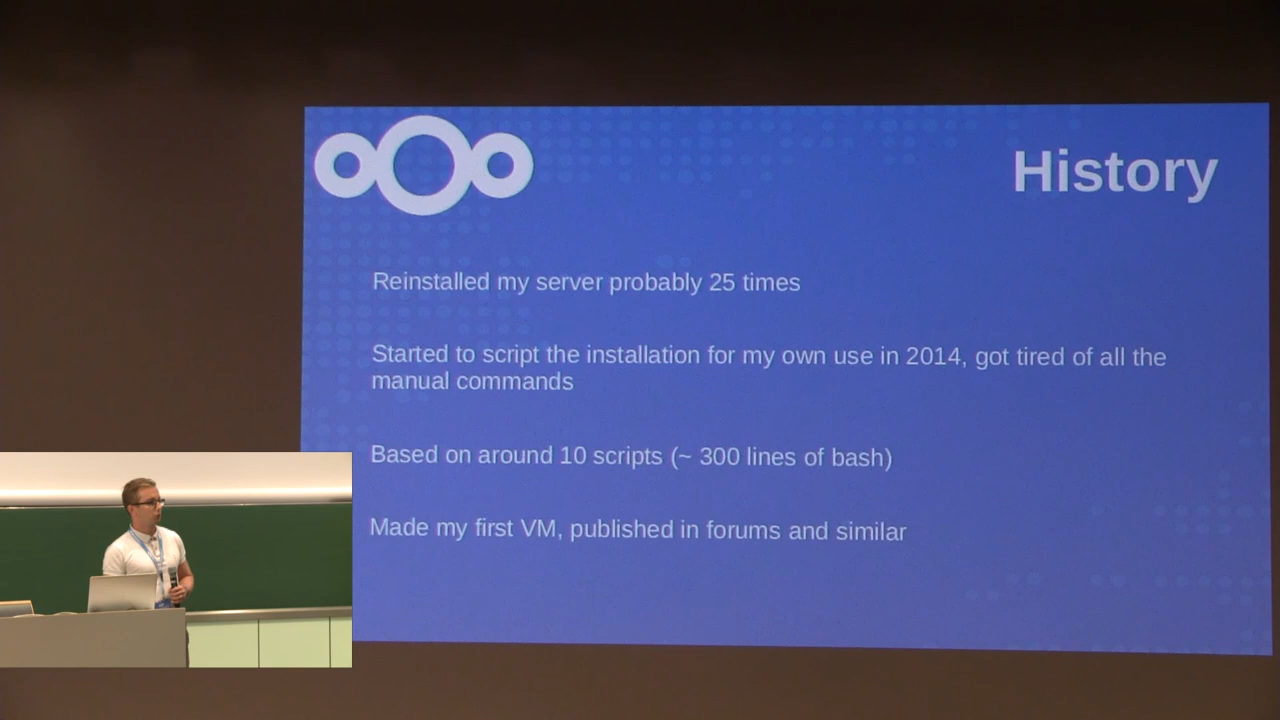 History
Reinstalled my server probably 25 times
Started to script the installation for my own use in 2014, got tired of all the
manual commands
Based on around 10 scripts (~ 300 lines of bash)
Made my first VM, published in forums and similar